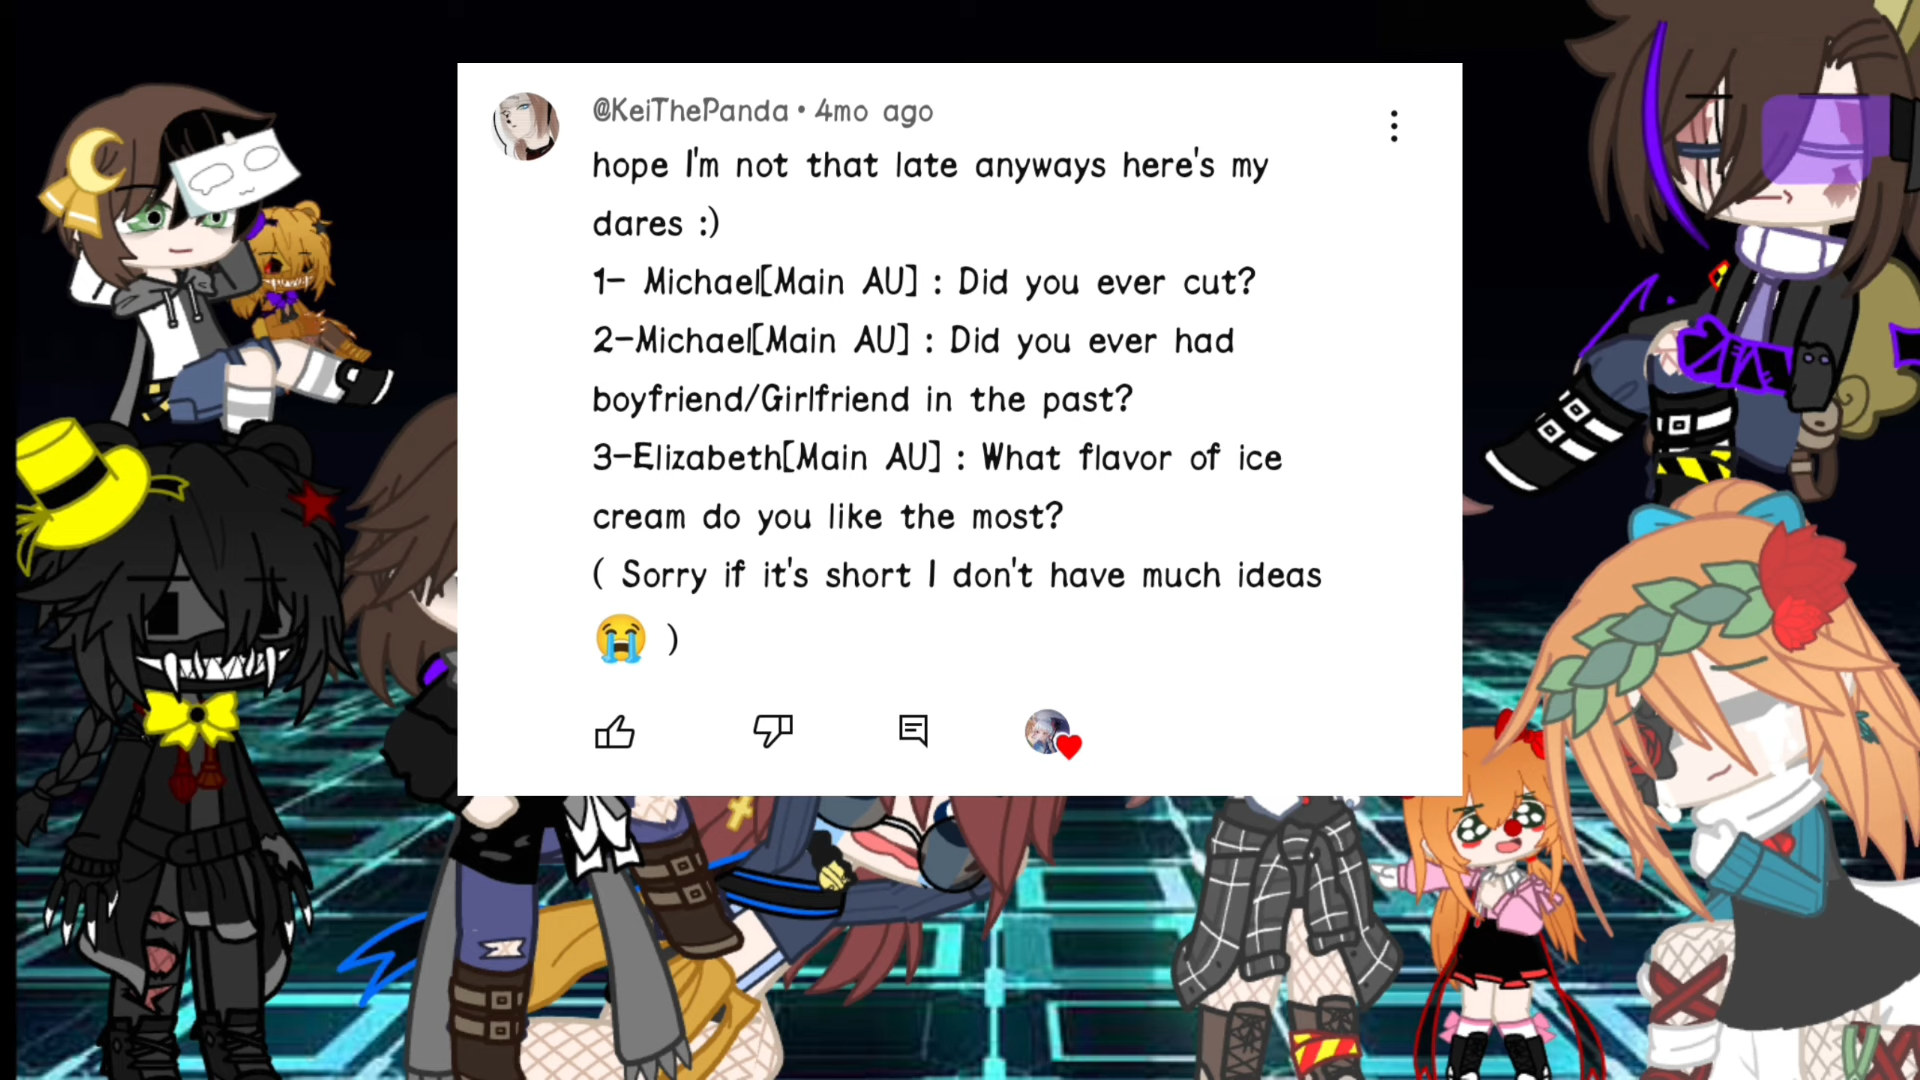 @KeiThePanda • 4mo ago
hope I'm not that late anyways here's my
dares :)
1- Michael[Main AU] : Did you ever cut?
2-Michael[Main AU] : Did you ever had
boyfriend/Girlfriend in the past?
3-Elizabeth[Main AU] : What flavor of ice
cream do you like the most?
( Sorry if it's short I don't have much ideas
😭 )